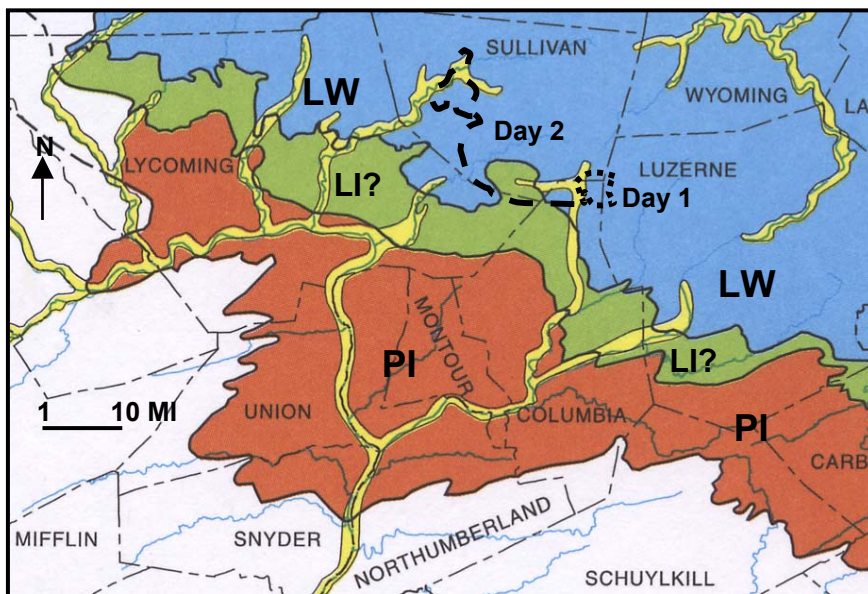 SULLIVAN
LW
WYOMING
LA
Day 2
N
LYCOMING
LUZERNE
LI?
Day 1
LW
MONTOUR
PI
LI?
1 10 MI
UNION
COLUMBIA
PI
CARB
MIFFLIN
SNYDER
NORTHUMBERLAND
SCHUYLKILL